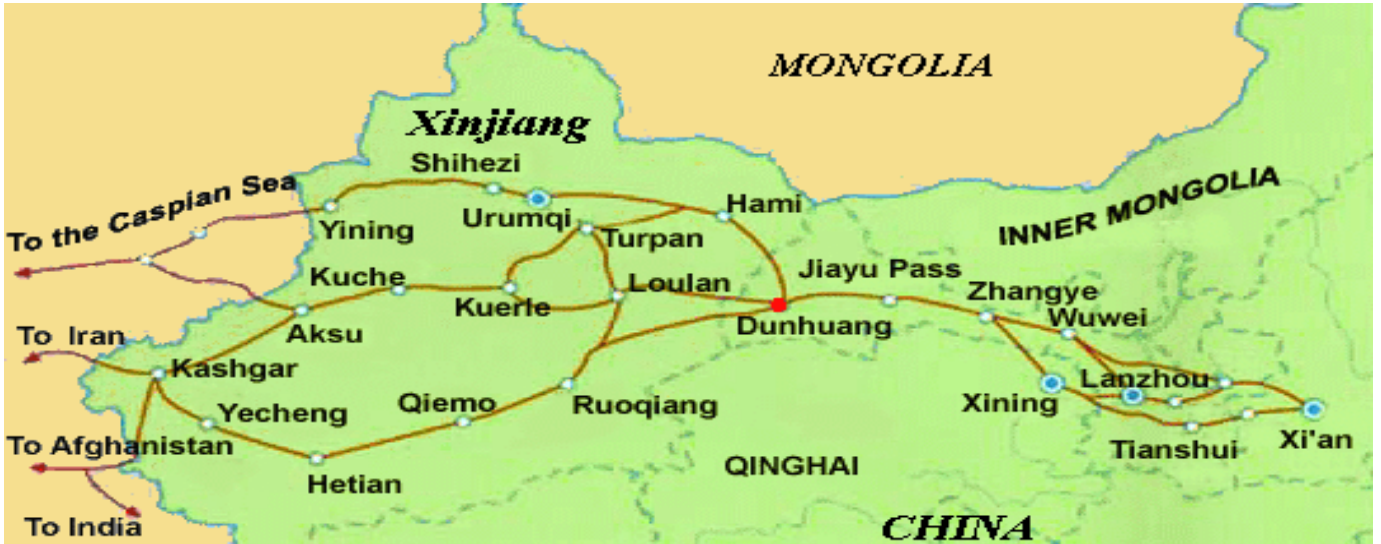 MONGOLIA
Xinjiang
Shihezi
To the Caspian Sea
Yining
Urumqi
Hami
Turpan
INNER MONGOLIA
Kuche
Kuerle
Loulan
Jiayu Pass
Zhangye
Dunhuang
Wuwei
Aksu
To Iran
Kashgar
Lanzhou
Yecheng
Qiemo
Ruoqiang
Xining
To Afghanistan
Tianshui
Xi'an
Hetian
QINGHAI
To India
CHINA